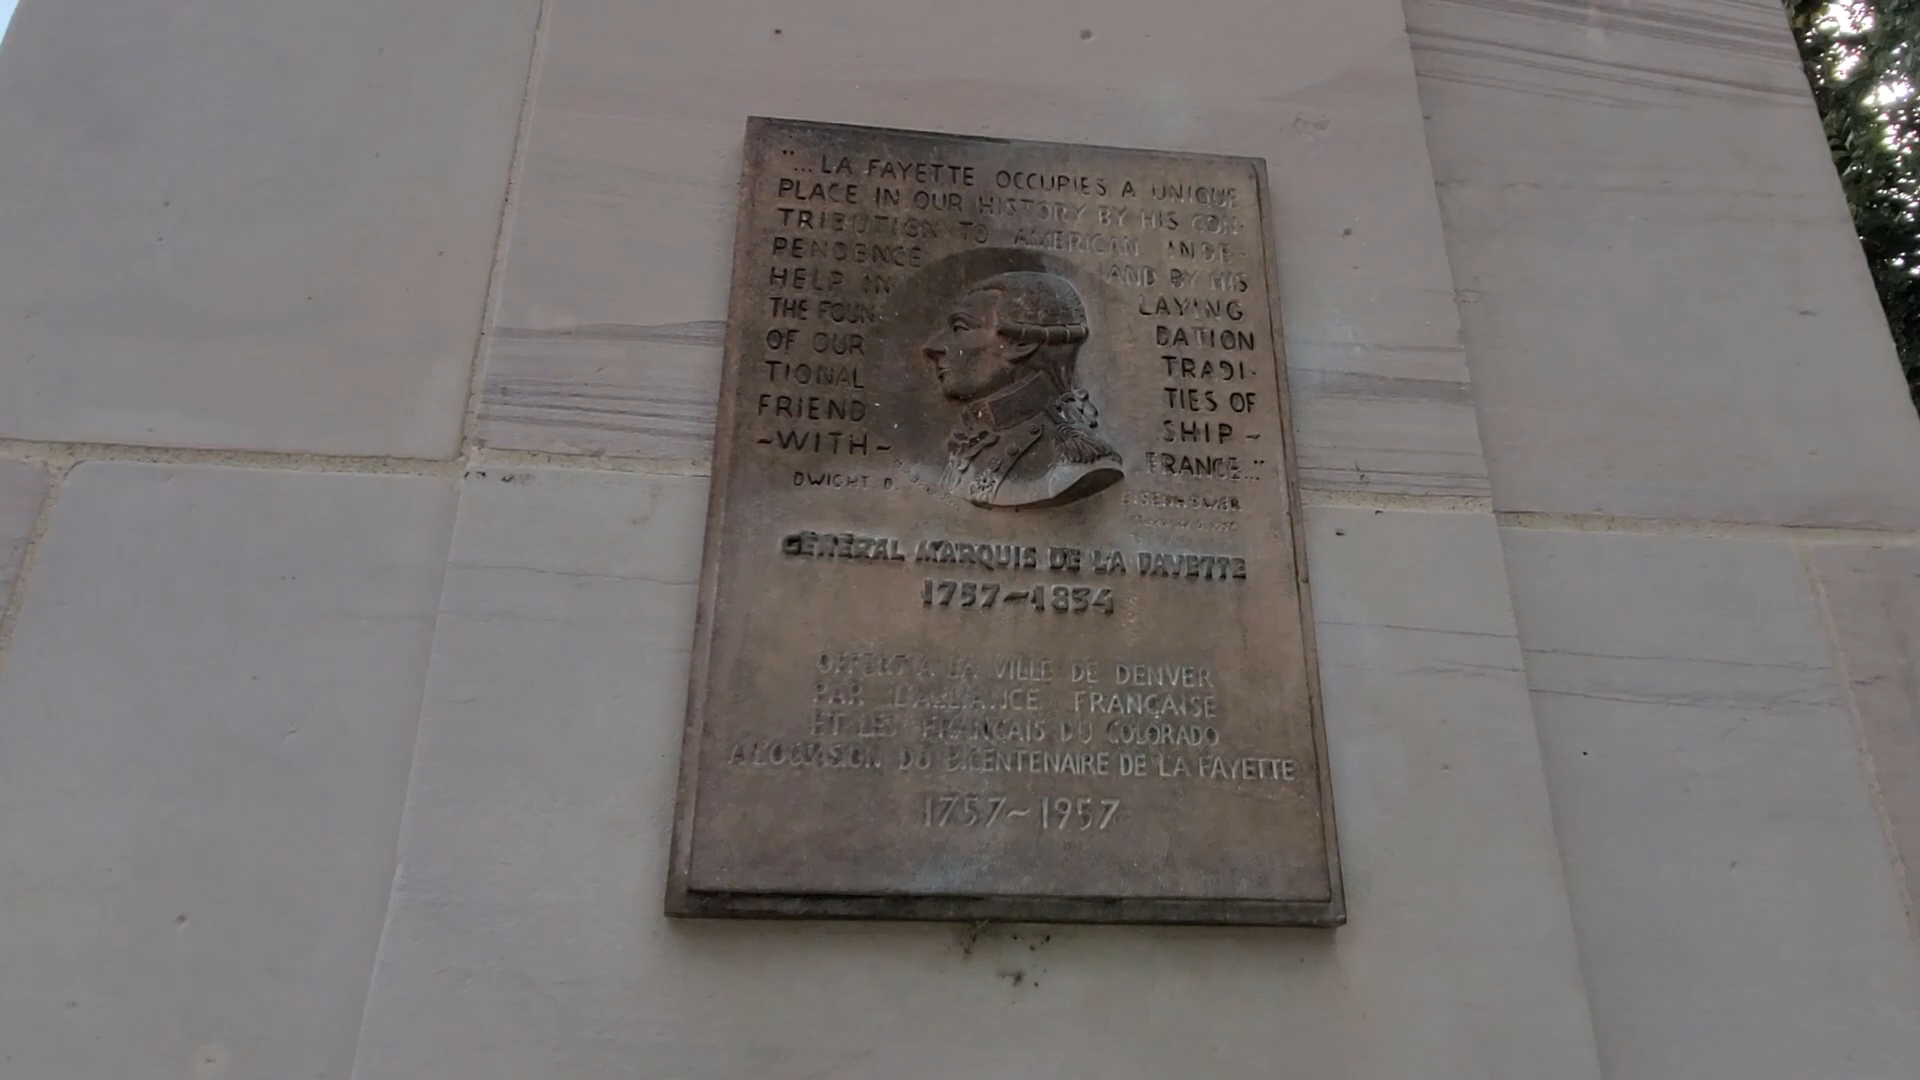 "...LA FAYETTE OCCUPIES A UNIQUE
PLACE IN OUR HISTORY BY HIS CON-
TRIBUTION TO AMERICAN INDE-
PENDENCE AND BY HIS
HELP IN LAYING
THE FOUN DATION
OF OUR TRADI-
TIONAL TIES OF
FRIEND SHIP ~
~WITH~ FRANCE..."
DWIGHT D. EISENHOWER
GÉNÉRAL MARQUIS DE LA FAYETTE
1757~1834
OFFERT A LA VILLE DE DENVER
PAR L'ALLIANCE FRANÇAISE
ET LES FRANÇAIS DU COLORADO
A L'OCCASION DU BICENTENAIRE DE LA FAYETTE
1757~1957